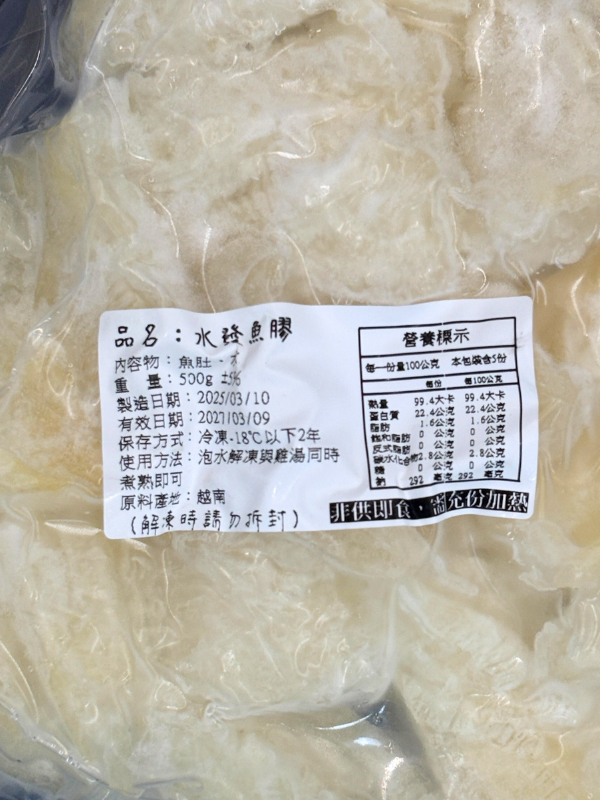 品名：水發魚膠
內容物：魚肚、水
重 量：500g ±5%
製造日期：2025/03/10
有效日期：2027/03/09
保存方式：冷凍-18℃以下2年
使用方法：泡水解凍與雞湯同時
煮熟即可
原料產地：越南
(解凍時請勿拆封)
營養標示
每一份量100公克 本包裝含5份
每份 每100公克
熱量 99.4大卡 99.4大卡
蛋白質 22.4公克 22.4公克
脂肪 1.6公克 1.6公克
飽和脂肪 0 公克 0 公克
反式脂肪 0 公克 0 公克
碳水化合物 2.8公克 2.8公克
糖 0 公克 0 公克
鈉 292 毫克 292 毫克
非供即食，需充份加熱